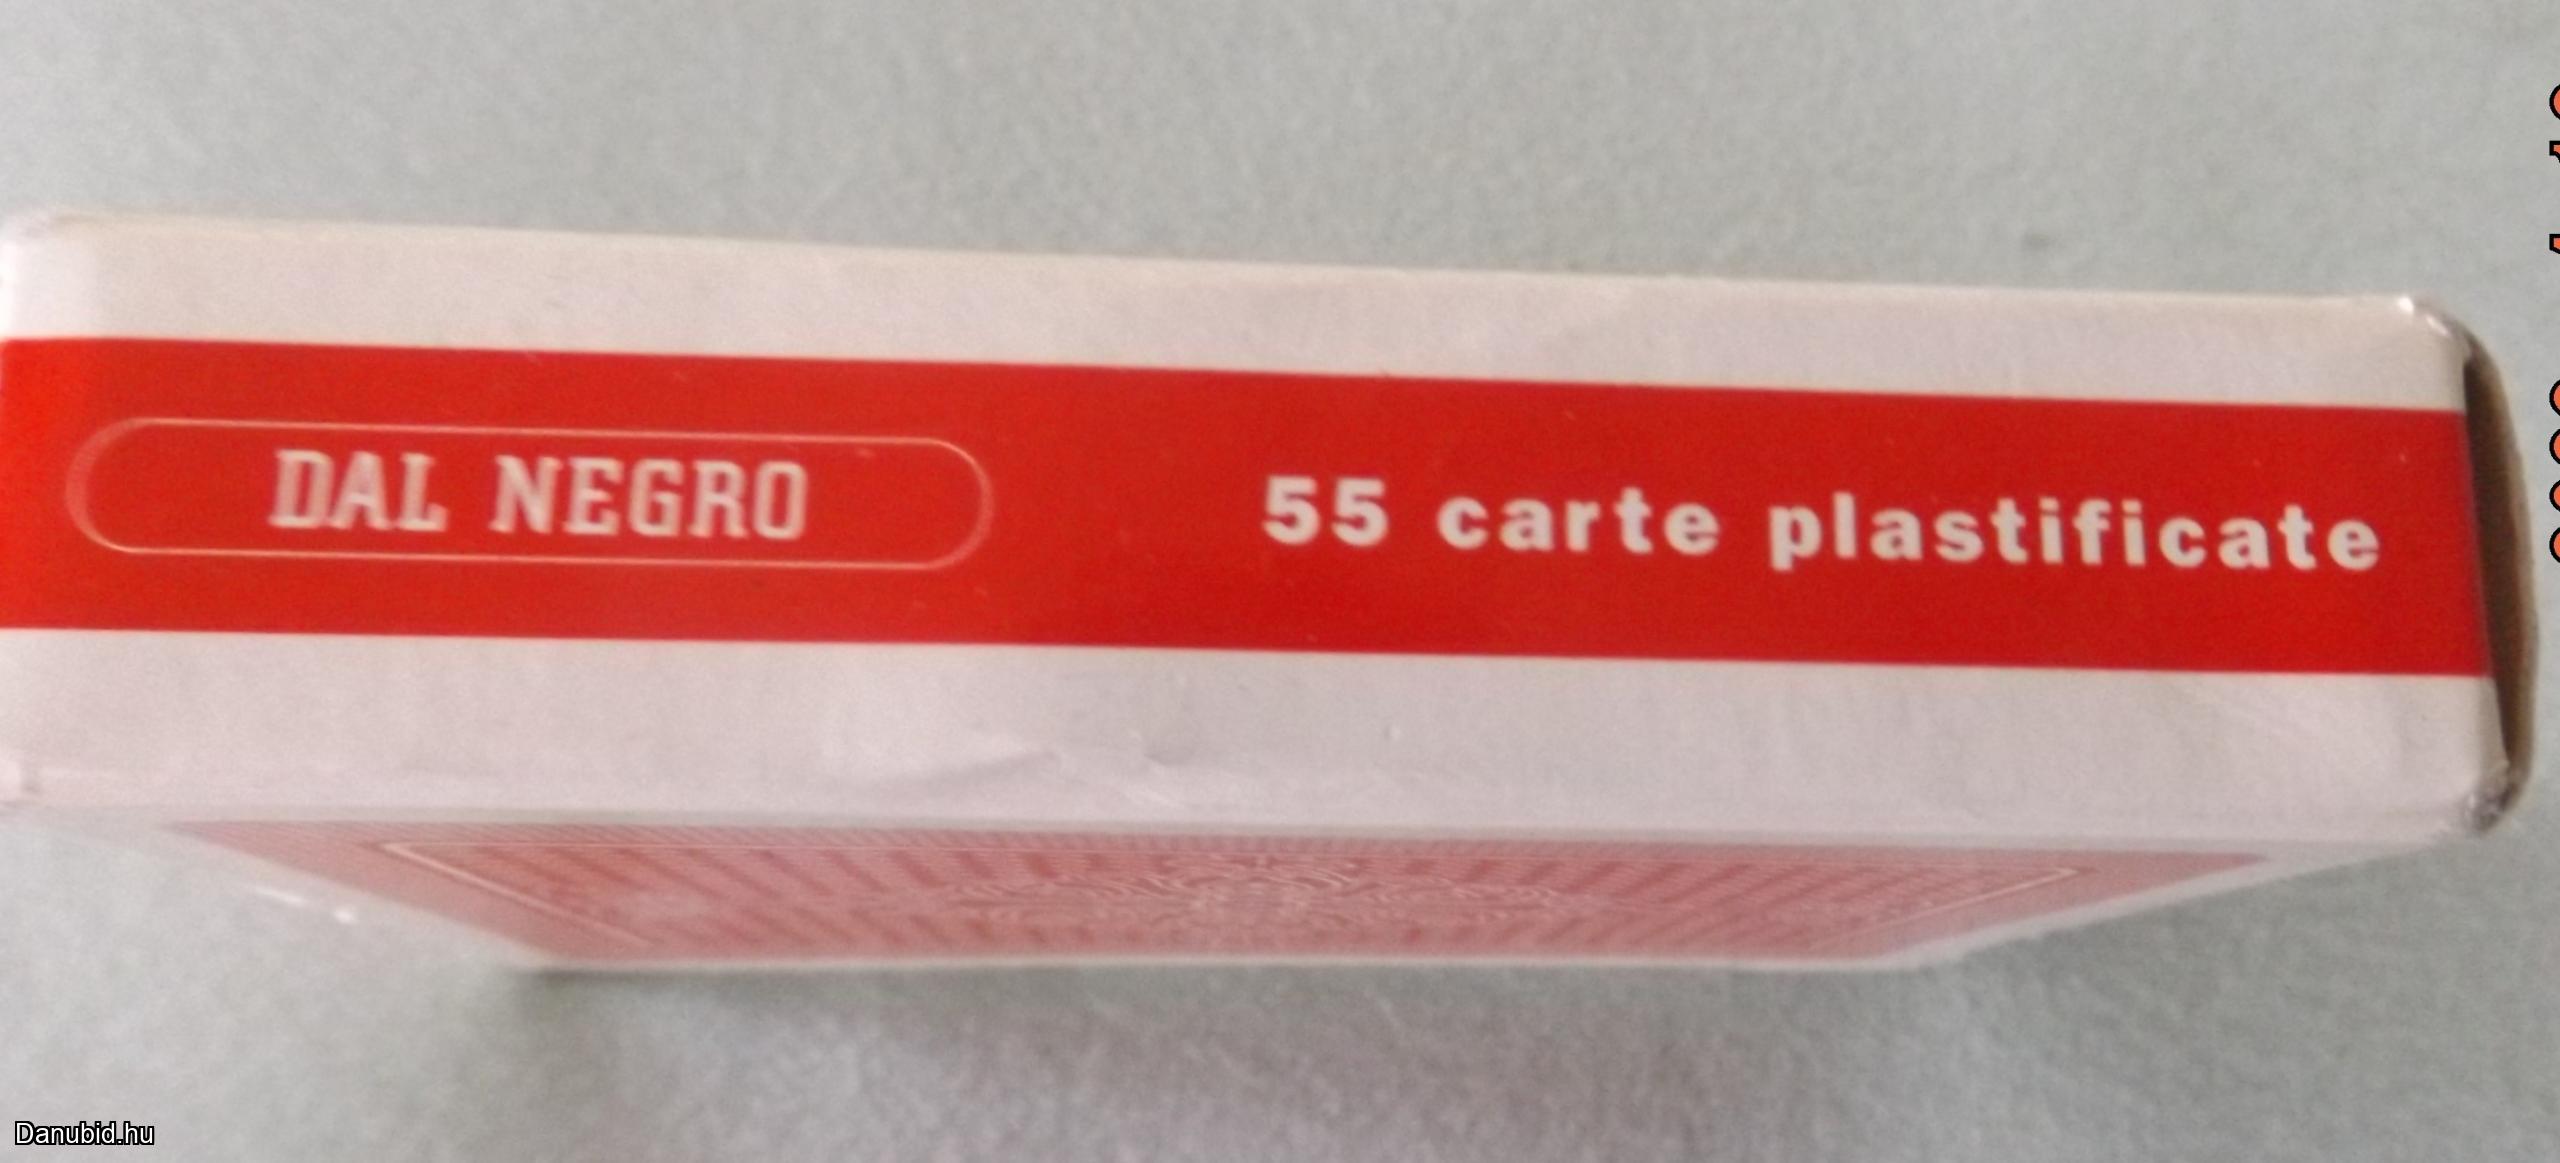 DAL NEGRO
55 carte plastificate
Danubid.hu